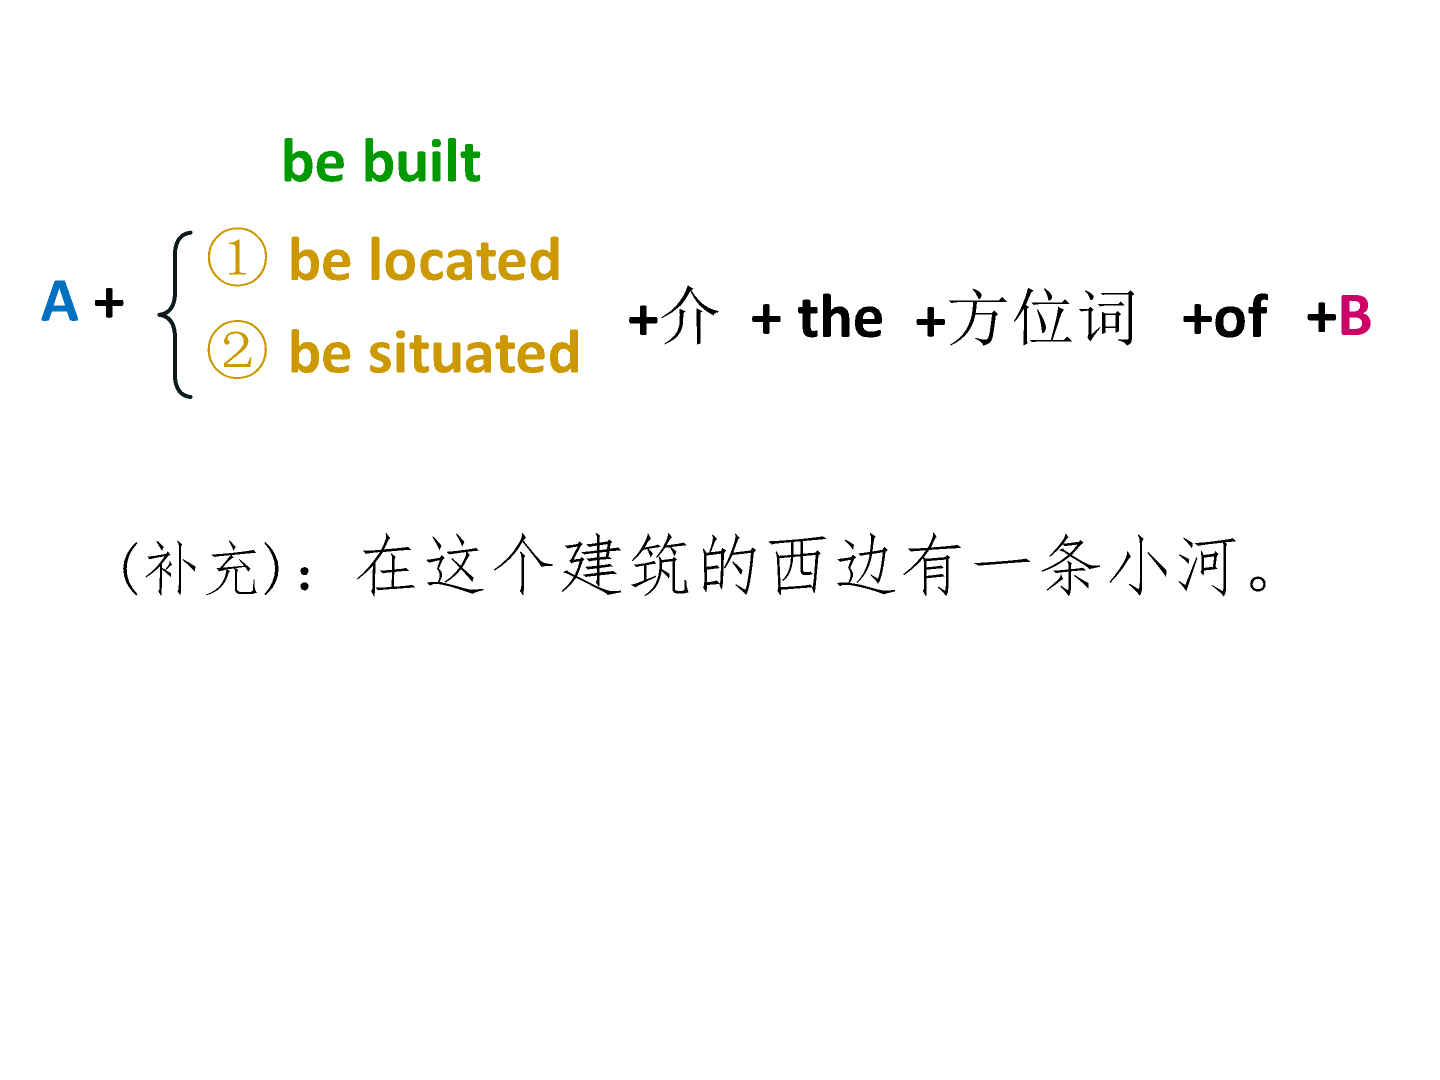 be built
① be located
A +
② be situated
+介 + the +方位词 +of +B
(补充)：在这个建筑的西边有一条小河。